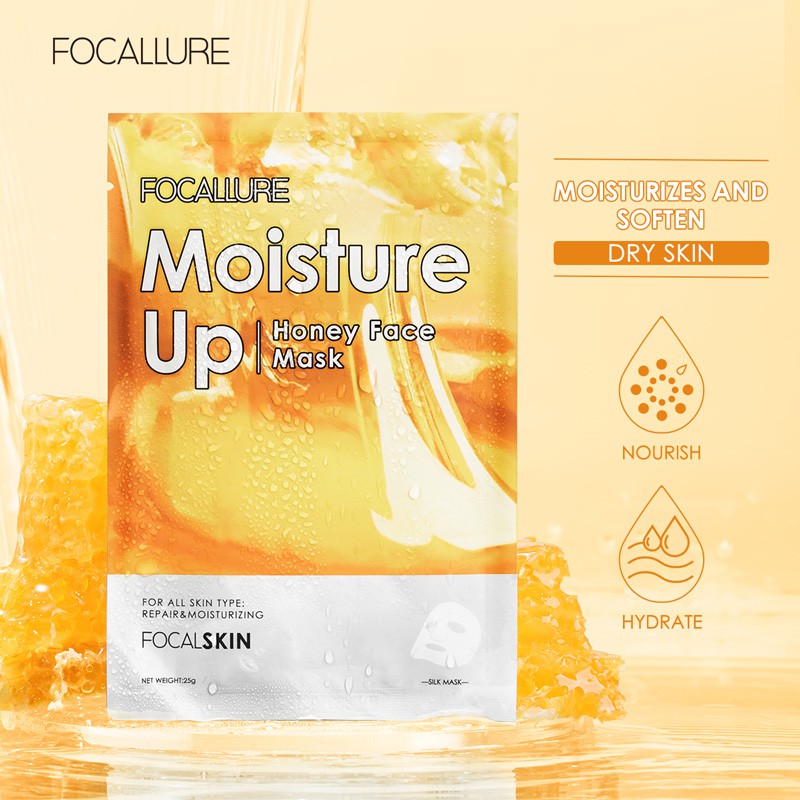 FOCALLURE
FOCALLURE
Moisture
Up
Honey Face
Mask
FOR ALL SKIN TYPE:
REPAIR&MOISTURIZING
FOCALSKIN
NET WEIGHT:25g
—SILK MASK—
MOISTURIZES AND
SOFTEN
DRY SKIN
NOURISH
HYDRATE